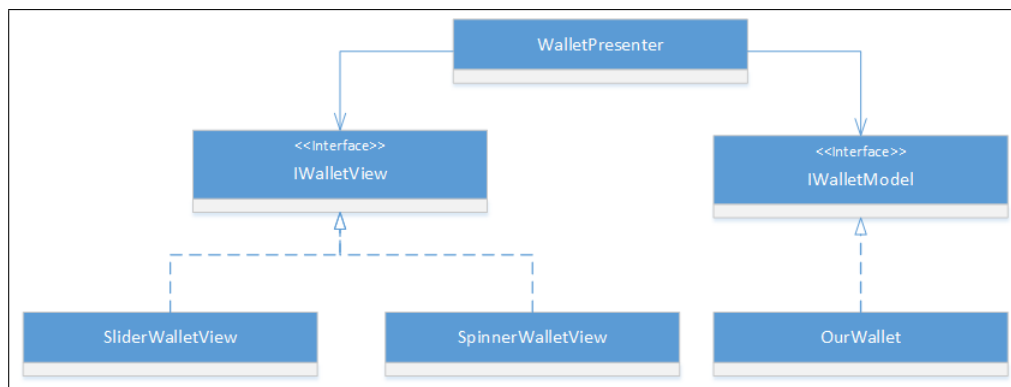 WalletPresenter
<<Interface>>
IWalletView
<<Interface>>
IWalletModel
SliderWalletView
SpinnerWalletView
OurWallet